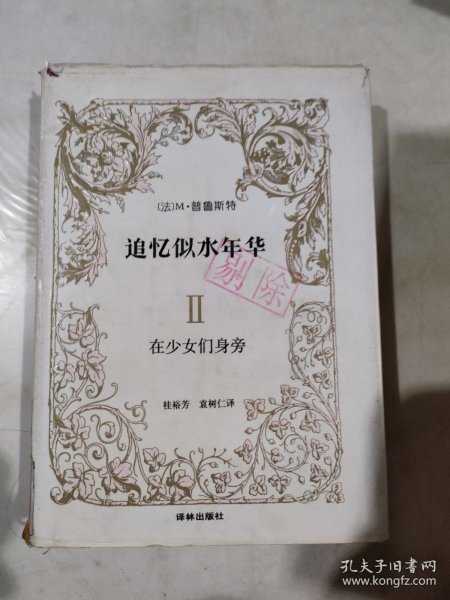 〔法〕M·普鲁斯特
追忆似水年华
剔除
II
在少女们身旁
桂裕芳 袁树仁译
译林出版社
孔夫子旧书网
www.kongfz.com